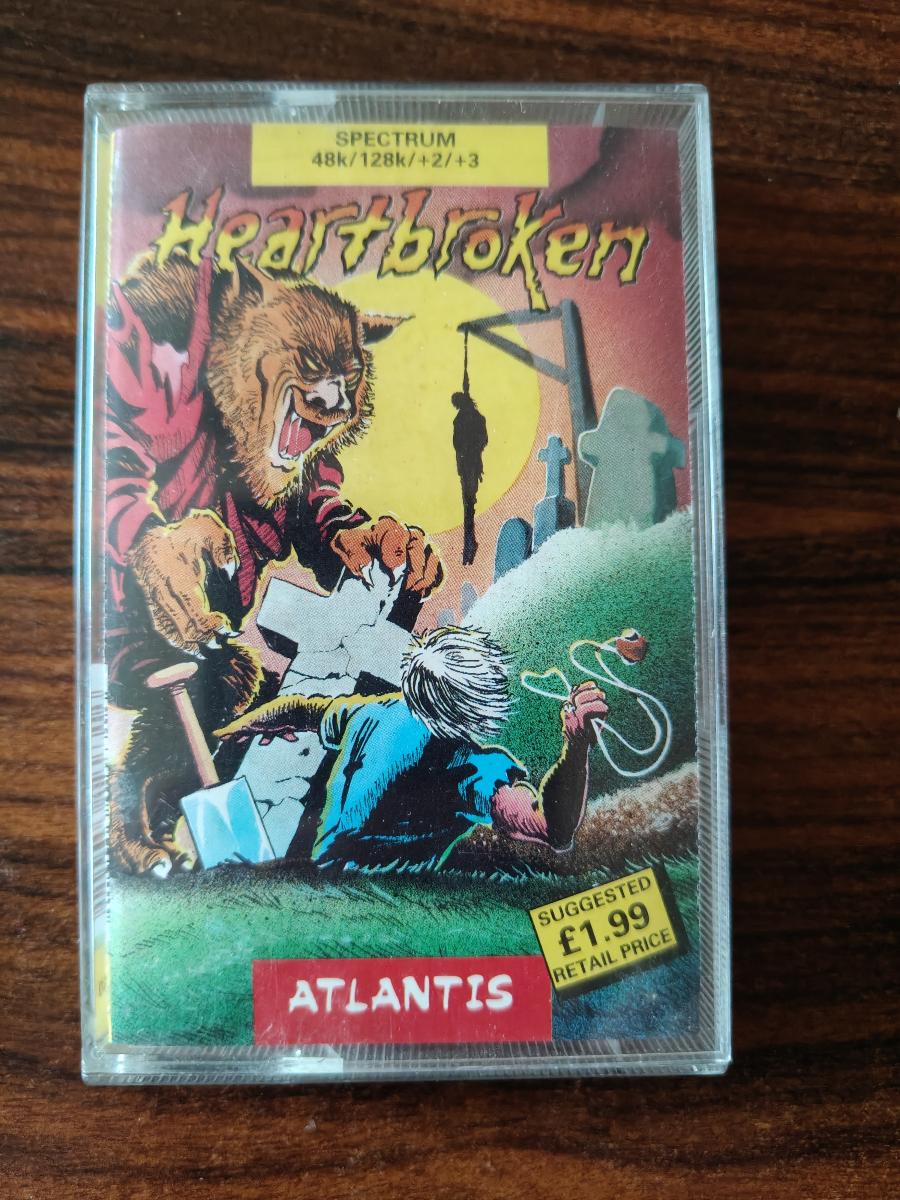 SPECTRUM
48k/128k/+2/+3
Heartbroken
SUGGESTED
£1.99
RETAIL PRICE
ATLANTIS